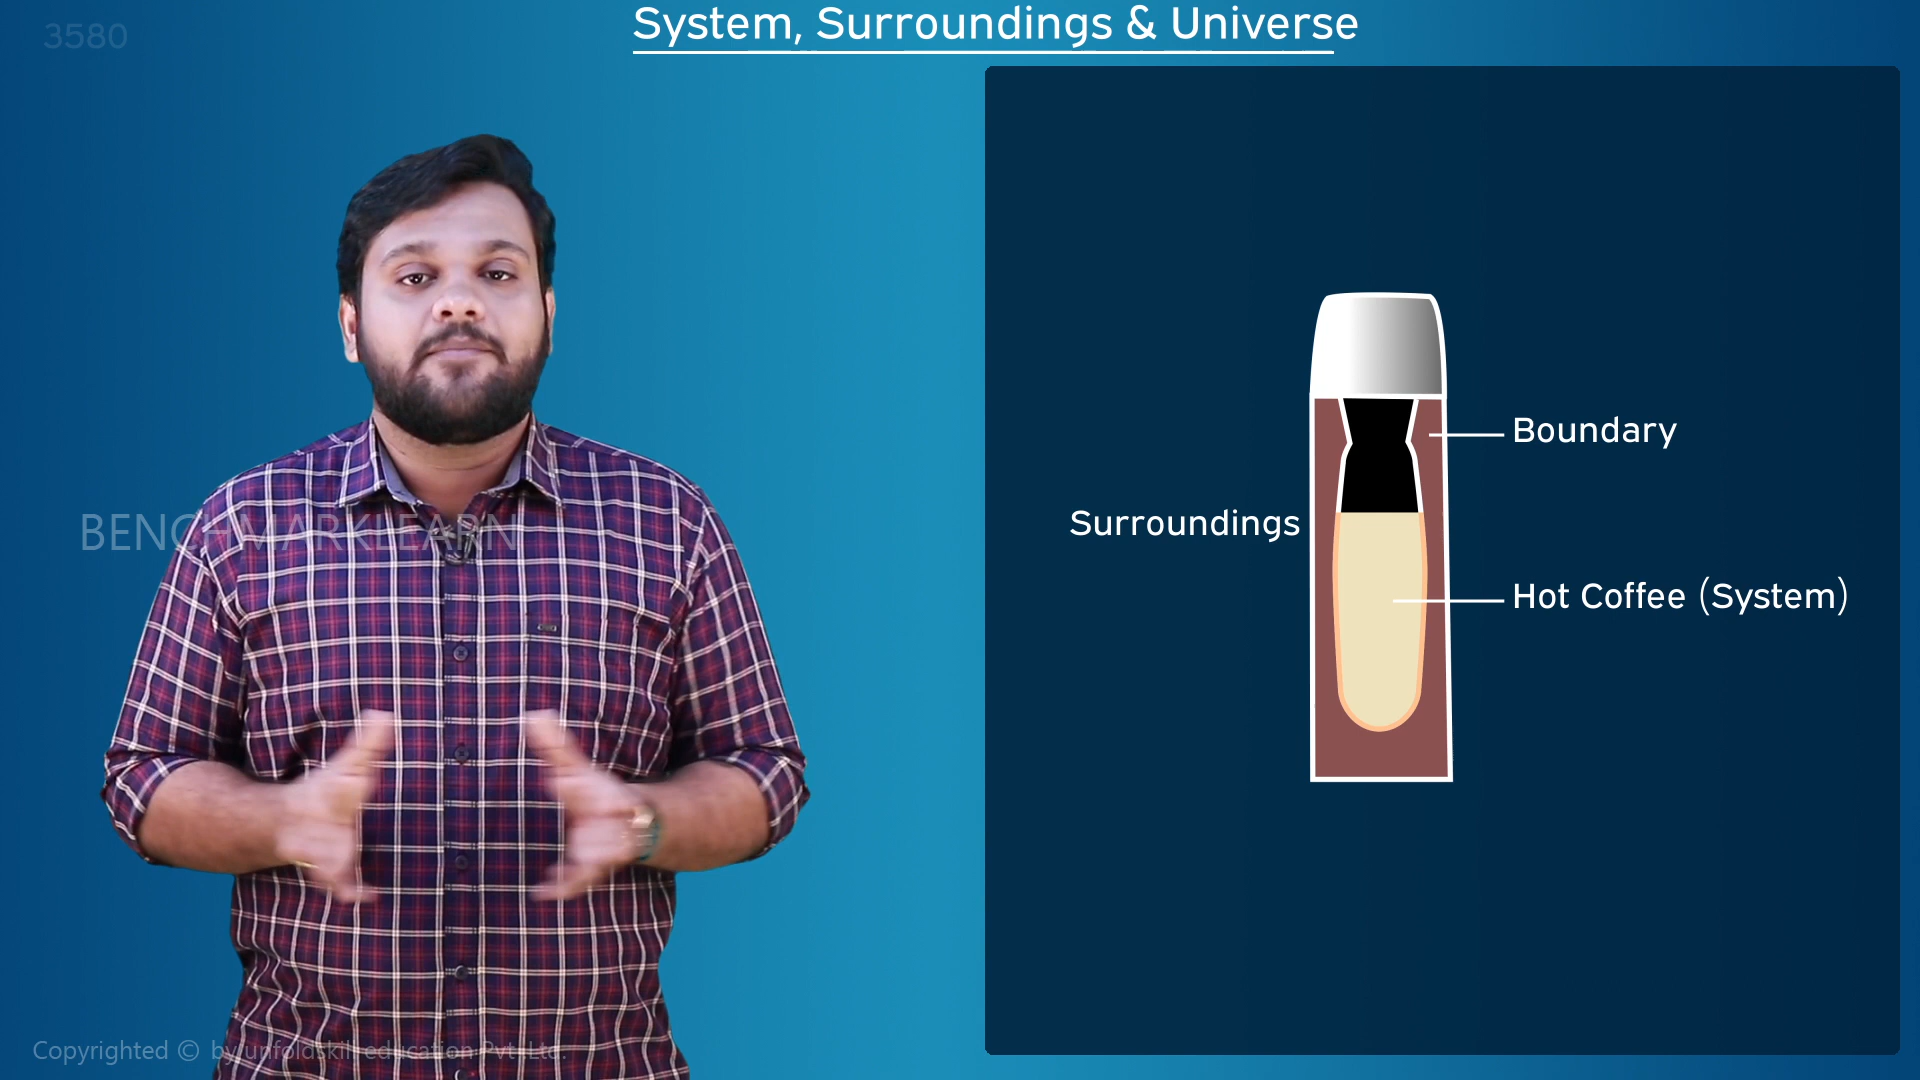 3580
System, Surroundings & Universe
Boundary
Surroundings
BENCHMARKLEARN
Hot Coffee (System)
Copyrighted © by unfoldskill education Pvt. Ltd.